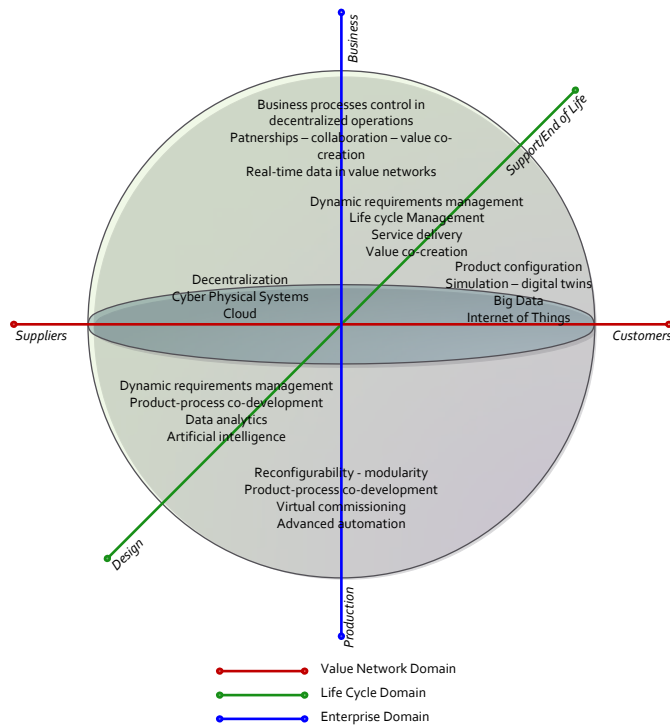 Business
Business processes control in
decentralized operations
Patnerships – collaboration – value co-
creation
Real-time data in value networks
Support/End of Life
Dynamic requirements management
Life cycle Management
Service delivery
Value co-creation
Product configuration
Simulation – digital twins
Big Data
Internet of Things
Decentralization
Cyber Physical Systems
Cloud
Suppliers
Customers
Dynamic requirements management
Product-process co-development
Data analytics
Artificial intelligence
Reconfigurability - modularity
Product-process co-development
Virtual commissioning
Advanced automation
Design
Production
Value Network Domain
Life Cycle Domain
Enterprise Domain